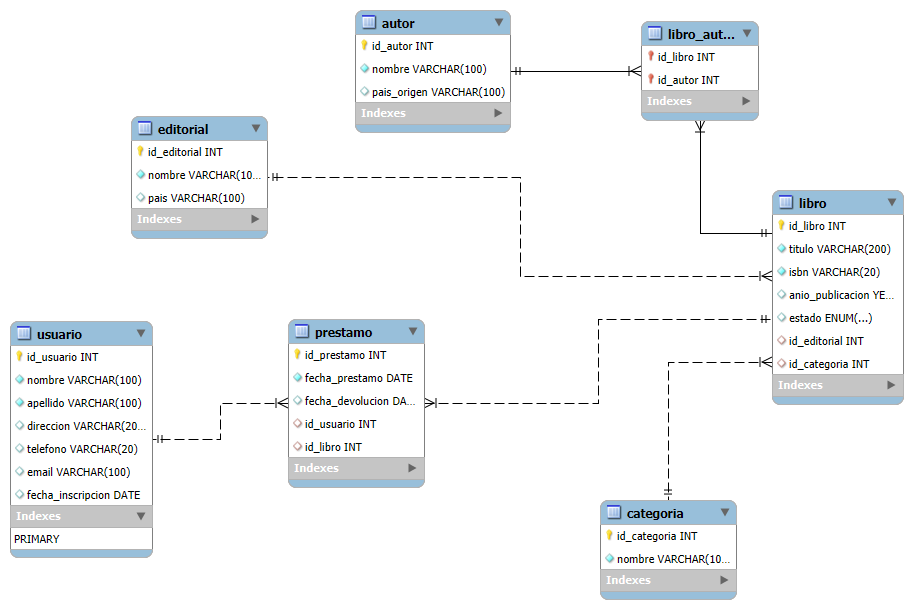 autor
id_autor INT
nombre VARCHAR(100)
pais_origen VARCHAR(100)
Indexes
libro_aut...
id_libro INT
id_autor INT
Indexes
editorial
id_editorial INT
nombre VARCHAR(10...
pais VARCHAR(100)
Indexes
libro
id_libro INT
titulo VARCHAR(200)
isbn VARCHAR(20)
anio_publicacion YE...
estado ENUM(...)
id_editorial INT
id_categoria INT
Indexes
usuario
id_usuario INT
nombre VARCHAR(100)
apellido VARCHAR(100)
direccion VARCHAR(20...
telefono VARCHAR(20)
email VARCHAR(100)
fecha_inscripcion DATE
Indexes
PRIMARY
prestamo
id_prestamo INT
fecha_prestamo DATE
fecha_devolucion DA...
id_usuario INT
id_libro INT
Indexes
categoria
id_categoria INT
nombre VARCHAR(10...
Indexes